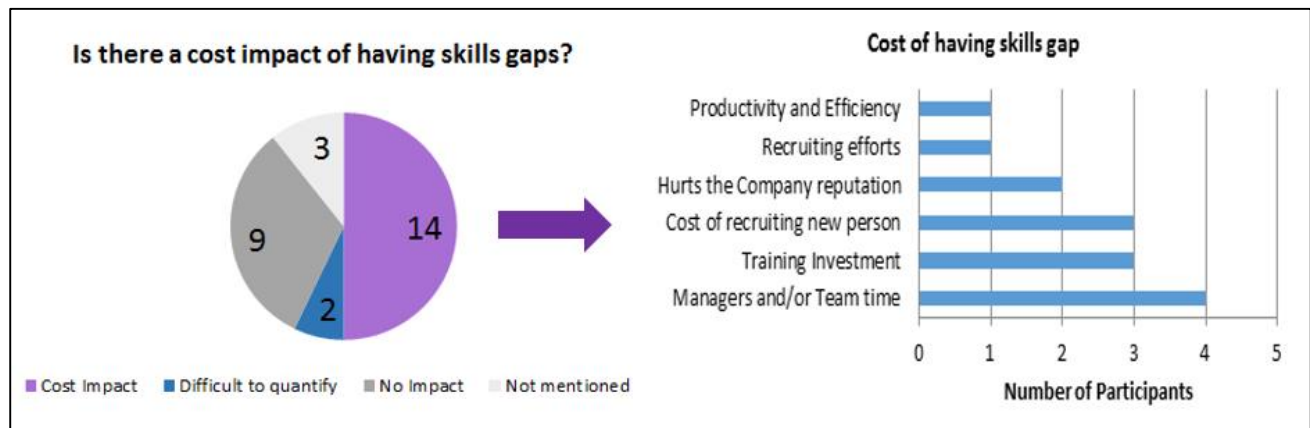 Is there a cost impact of having skills gaps?
3
9
14
2
Cost Impact Difficult to quantify No Impact Not mentioned
Cost of having skills gap
Productivity and Efficiency
Recruiting efforts
Hurts the Company reputation
Cost of recruiting new person
Training Investment
Managers and/or Team time
0 1 2 3 4 5
Number of Participants